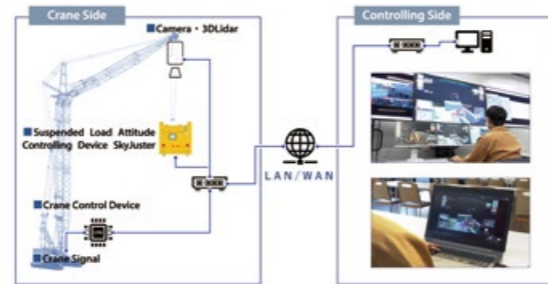 Crane Side
Controlling Side
■Camera・3DLidar
■Suspended Load Attitude
Controlling Device SkyJuster
LAN/WAN
■Crane Control Device
■Crane Signal